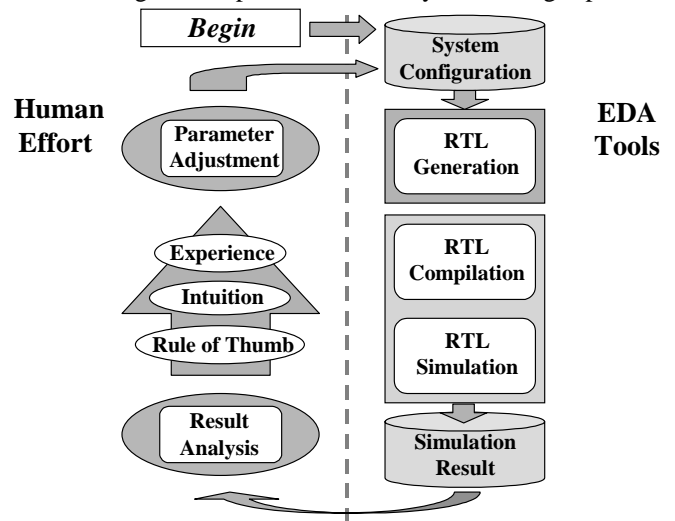 Begin
System
Configuration
Human
Effort
EDA
Tools
Parameter
Adjustment
RTL
Generation
Experience
Intuition
Rule of Thumb
RTL
Compilation
RTL
Simulation
Result
Analysis
Simulation
Result